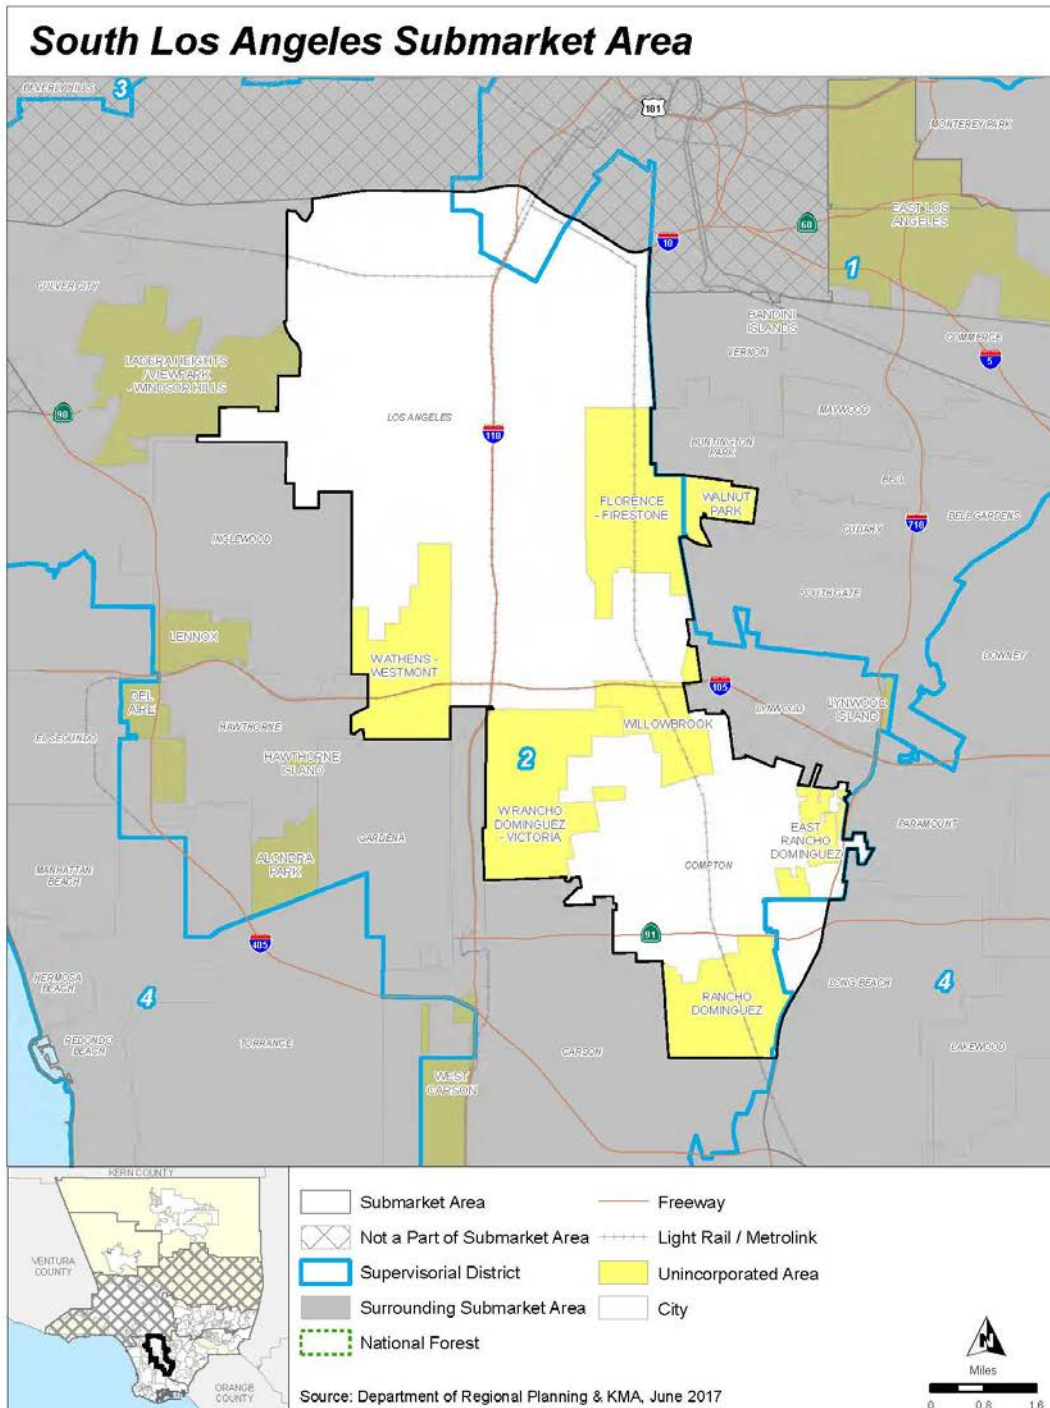 South Los Angeles Submarket Area
BEVERLY HILLS
3
101
MONTEREY PARK
EAST LOS
ANGELES
60
10
1
CULVER CITY
BANDINI
ISLANDS
VERNON
COMMERCE
5
LADERA HEIGHTS
/ VIEWPARK
- WINDSOR HILLS
90
LOS ANGELES
110
MAYWOOD
HUNTINGTON
PARK
BELL
FLORENCE
- FIRESTONE
WALNUT
PARK
710
BELL GARDENS
CUDAHY
INGLEWOOD
SOUTH GATE
LENNOX
DOWNEY
WATHENS -
WESTMONT
105
DEL
AIRE
LYNWOOD
LYNWOOD
ISLAND
HAWTHORNE
WILLOWBROOK
EL SEGUNDO
HAWTHORNE
ISLAND
2
W RANCHO
DOMINGUEZ
- VICTORIA
GARDENA
EAST
RANCHO
DOMINGUEZ
PARAMOUNT
ALONDRA
PARK
COMPTON
MANHATTAN
BEACH
91
405
HERMOSA
BEACH
4
RANCHO
DOMINGUEZ
LONG BEACH
4
REDONDO
BEACH
TORRANCE
CARSON
LAKEWOOD
WEST
CARSON
KERN COUNTY
VENTURA
COUNTY
ORANGE
COUNTY
Submarket Area
Freeway
Not a Part of Submarket Area
Light Rail / Metrolink
Supervisorial District
Unincorporated Area
Surrounding Submarket Area
City
National Forest
N
Miles
0 0.8 1.6
Source: Department of Regional Planning & KMA, June 2017